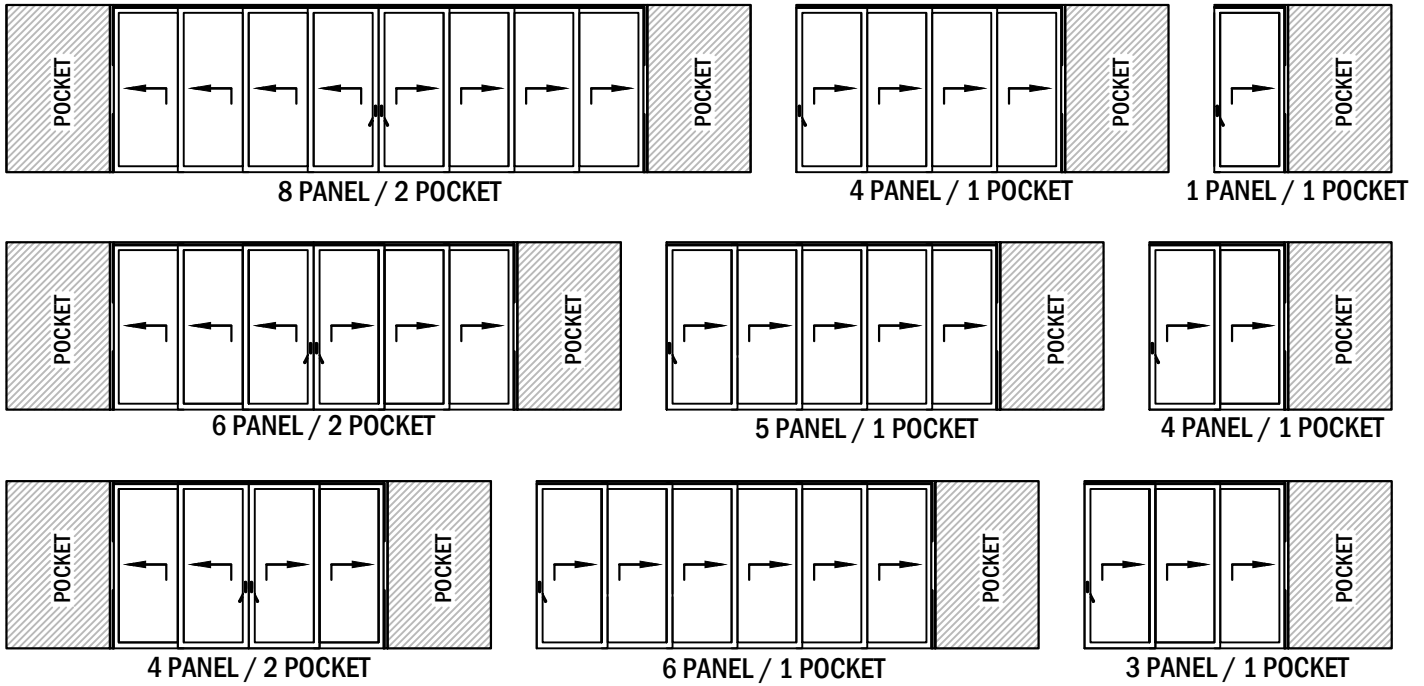 POCKET
POCKET
8 PANEL / 2 POCKET
POCKET
4 PANEL / 1 POCKET
POCKET
1 PANEL / 1 POCKET
POCKET
POCKET
6 PANEL / 2 POCKET
POCKET
5 PANEL / 1 POCKET
POCKET
4 PANEL / 1 POCKET
POCKET
POCKET
4 PANEL / 2 POCKET
POCKET
6 PANEL / 1 POCKET
POCKET
3 PANEL / 1 POCKET